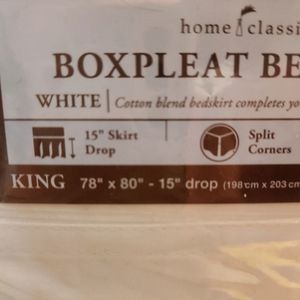 home classi
BOXPLEAT BE
WHITE | Cotton blend bedskirt completes yo
15" Skirt
Drop
Split
Corners
KING 78" x 80" - 15" drop (198 cm x 203 cm